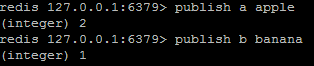 redis 127.0.0.1:6379> publish a apple
(integer) 2
redis 127.0.0.1:6379> publish b banana
(integer) 1